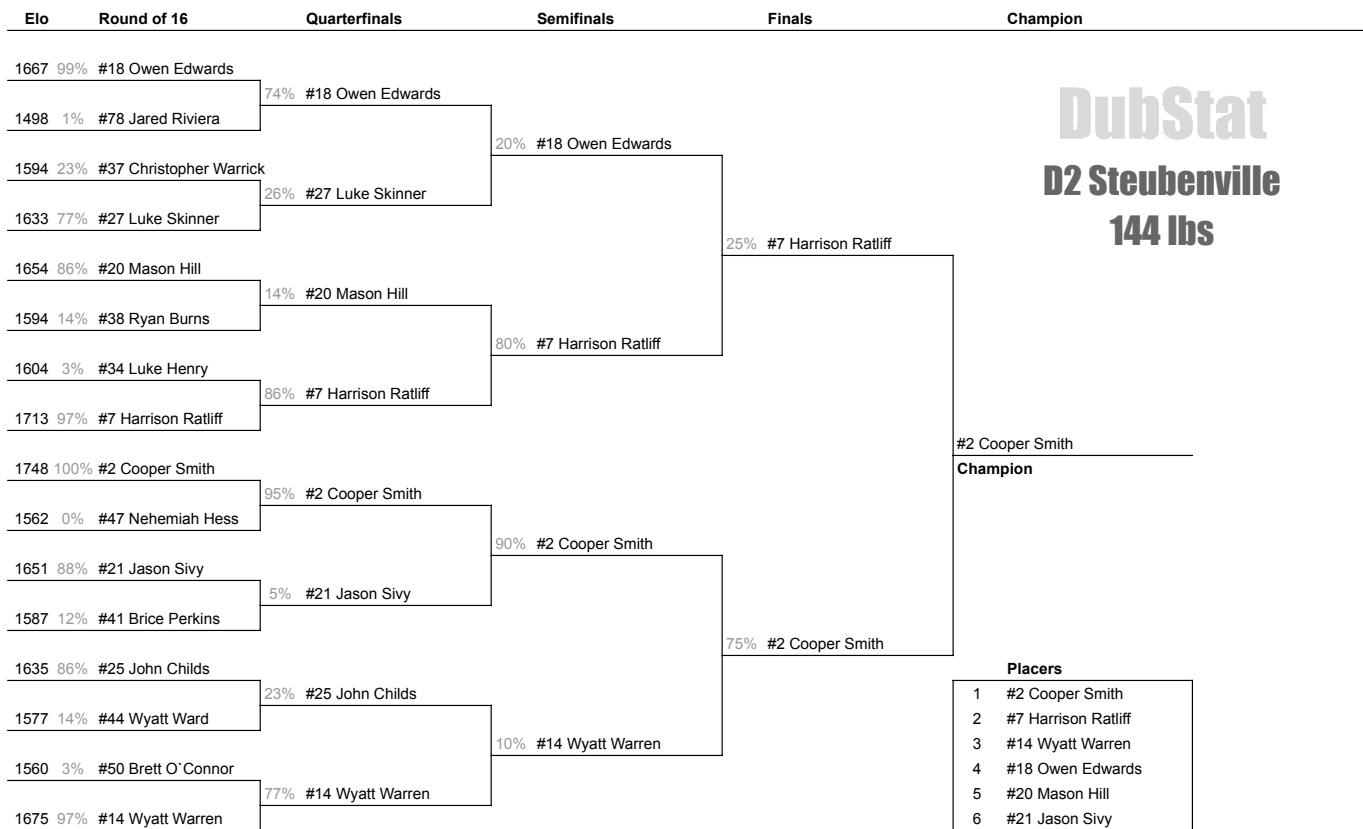 Elo Round of 16 Quarterfinals Semifinals Finals Champion
1667 99% #18 Owen Edwards
74% #18 Owen Edwards
1498 1% #78 Jared Riviera
20% #18 Owen Edwards
1594 23% #37 Christopher Warrick
26% #27 Luke Skinner
1633 77% #27 Luke Skinner
25% #7 Harrison Ratliff
1654 86% #20 Mason Hill
14% #20 Mason Hill
1594 14% #38 Ryan Burns
80% #7 Harrison Ratliff
1604 3% #34 Luke Henry
86% #7 Harrison Ratliff
1713 97% #7 Harrison Ratliff
#2 Cooper Smith
Champion
1748 100% #2 Cooper Smith
95% #2 Cooper Smith
1562 0% #47 Nehemiah Hess
90% #2 Cooper Smith
1651 88% #21 Jason Sivy
5% #21 Jason Sivy
1587 12% #41 Brice Perkins
75% #2 Cooper Smith
1635 86% #25 John Childs
23% #25 John Childs
1577 14% #44 Wyatt Ward
10% #14 Wyatt Warren
1560 3% #50 Brett O`Connor
77% #14 Wyatt Warren
1675 97% #14 Wyatt Warren
DubStat
D2 Steubenville
144 lbs
Placers
1 #2 Cooper Smith
2 #7 Harrison Ratliff
3 #14 Wyatt Warren
4 #18 Owen Edwards
5 #20 Mason Hill
6 #21 Jason Sivy